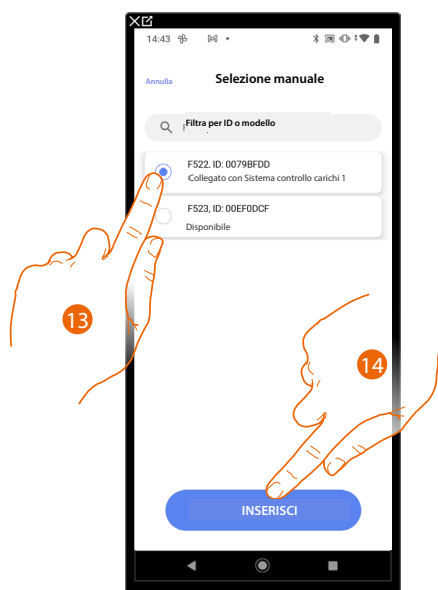 14:43
Annulla Selezione manuale
Filtra per ID o modello
F522. ID: 0079BFDD
Collegato con Sistema controllo carichi 1
F523, ID: 00EF0DCF
Disponibile
13
14
INSERISCI